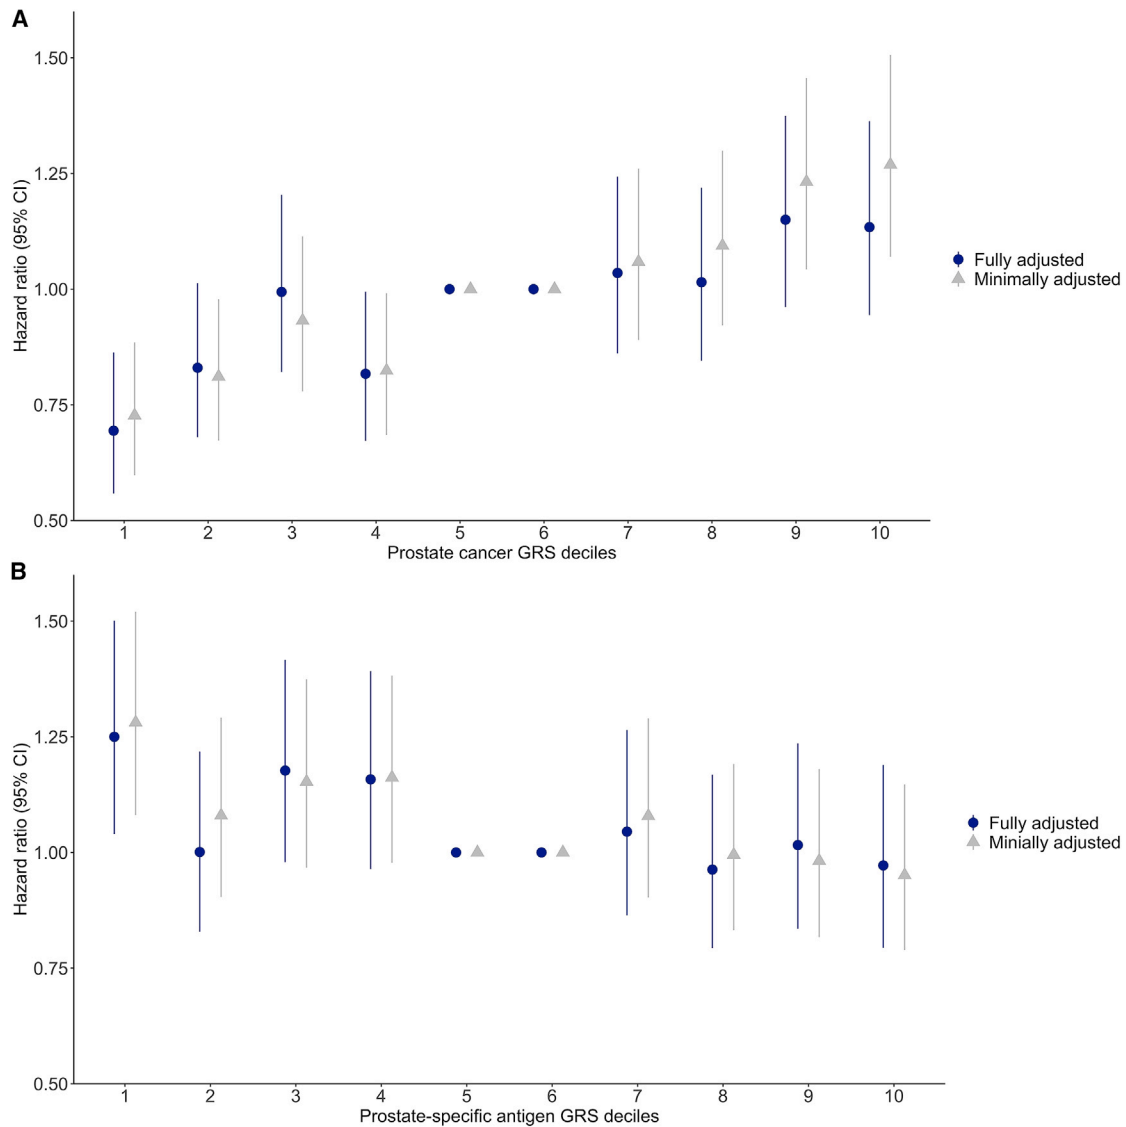 A
Hazard ratio (95% CI)
1.50
1.25
1.00
0.75
0.50
1 2 3 4 5 6 7 8 9 10
Prostate cancer GRS deciles
Fully adjusted
Minimally adjusted
B
Hazard ratio (95% CI)
1.50
1.25
1.00
0.75
0.50
1 2 3 4 5 6 7 8 9 10
Prostate-specific antigen GRS deciles
Fully adjusted
Minially adjusted